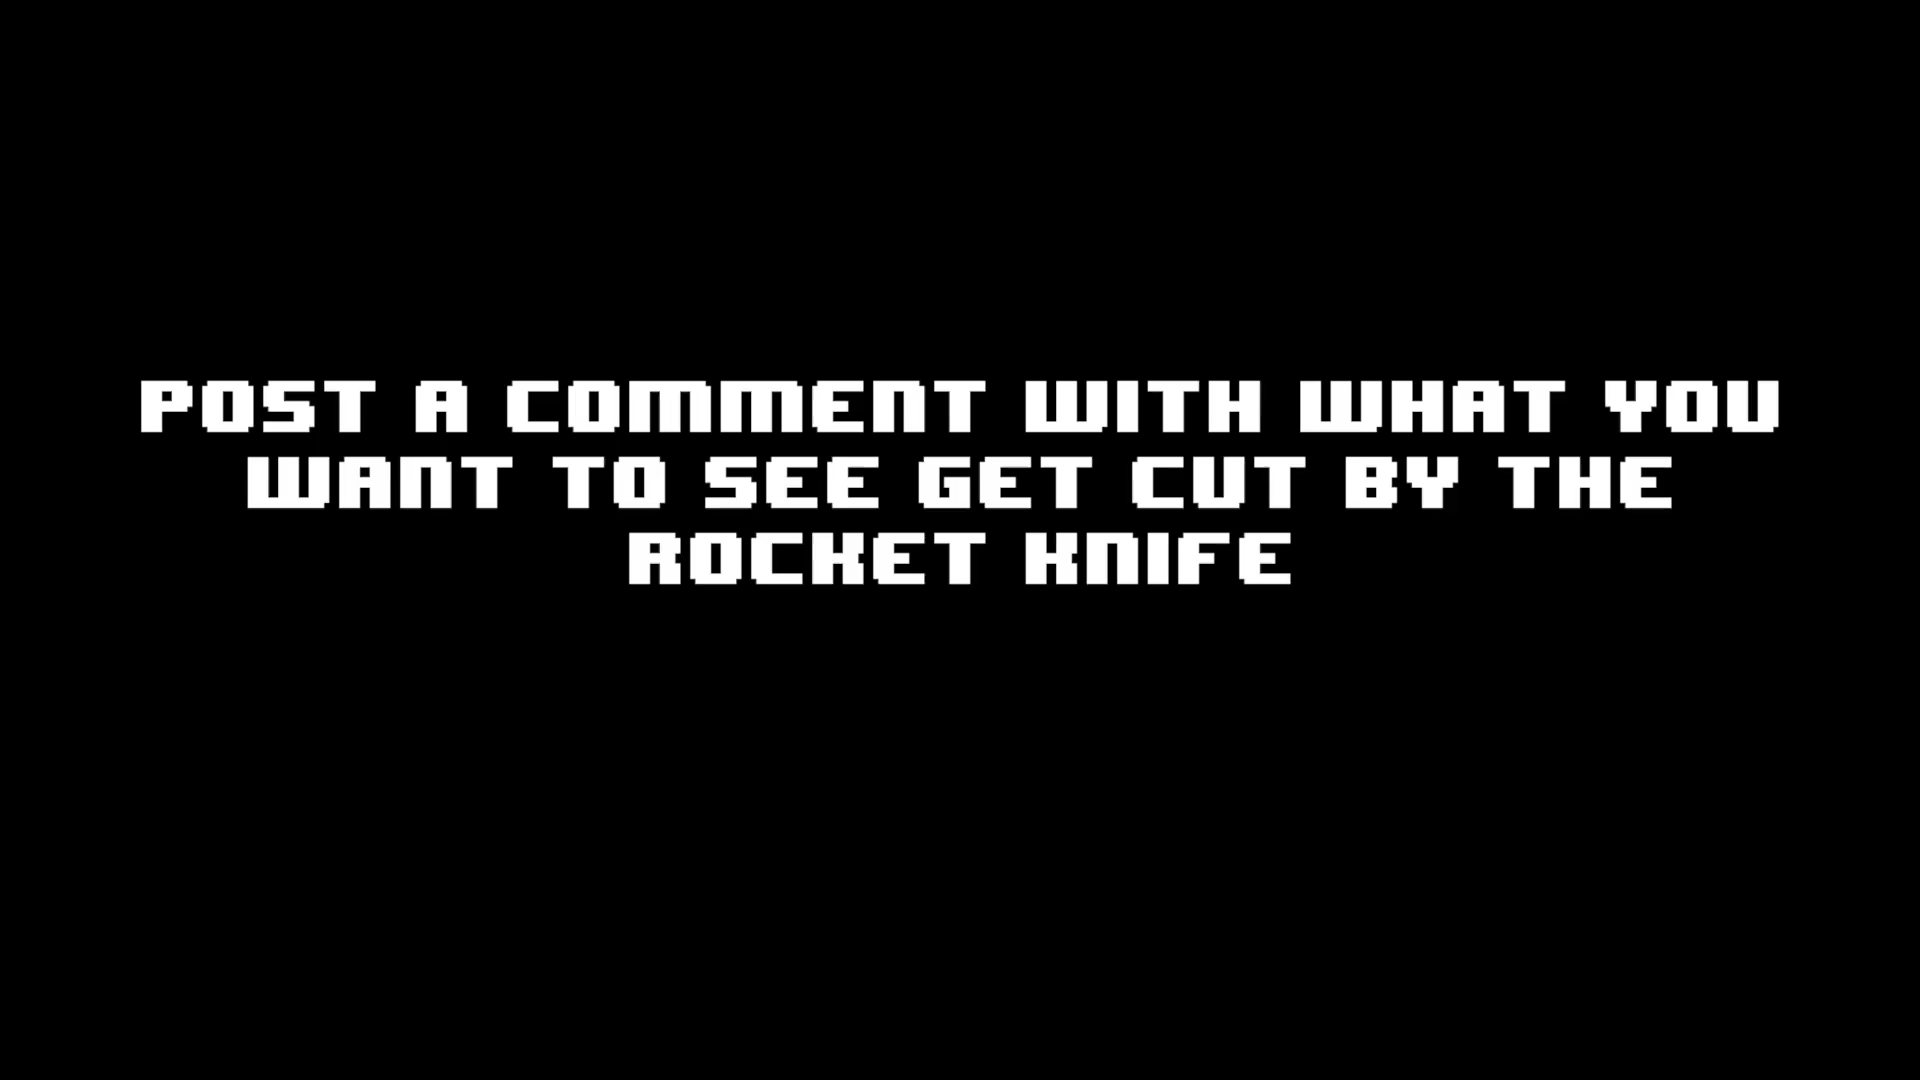 POST A COMMENT WITH WHAT YOU
WANT TO SEE GET CUT BY THE
ROCKET KNIFE